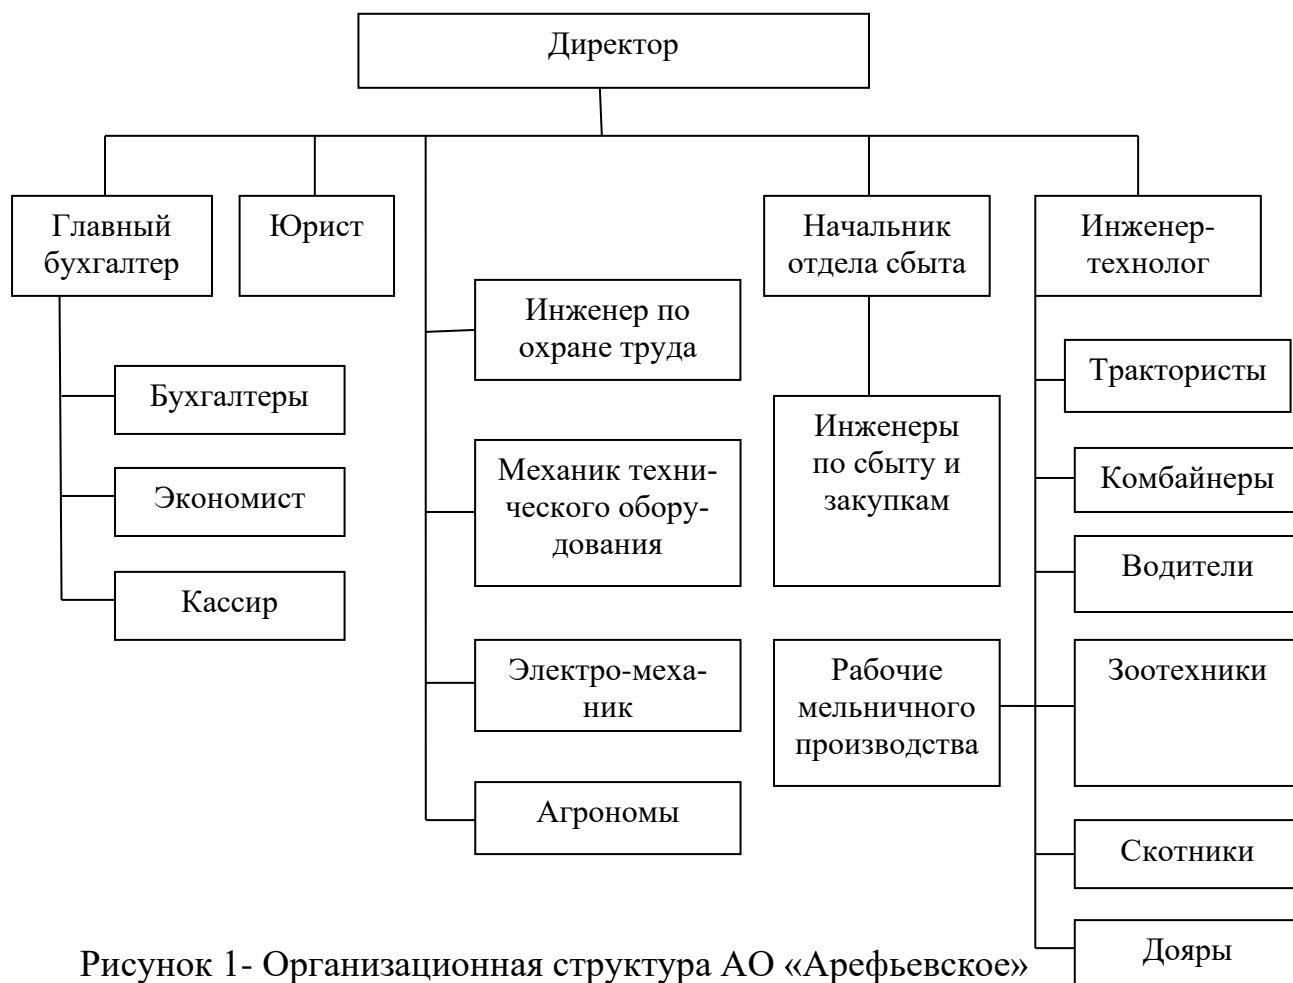 Директор
Главный
бухгалтер
Юрист
Начальник
отдела сбыта
Инженер-
технолог
Инженер по
охране труда
Трактористы
Бухгалтеры
Инженеры
по сбыту и
закупкам
Механик техни-
ческого обору-
дования
Комбайнеры
Экономист
Водители
Кассир
Электро-меха-
ник
Рабочие
мельничного
производства
Зоотехники
Агрономы
Скотники
Дояры
Рисунок 1- Организационная структура АО «Арефьевское»